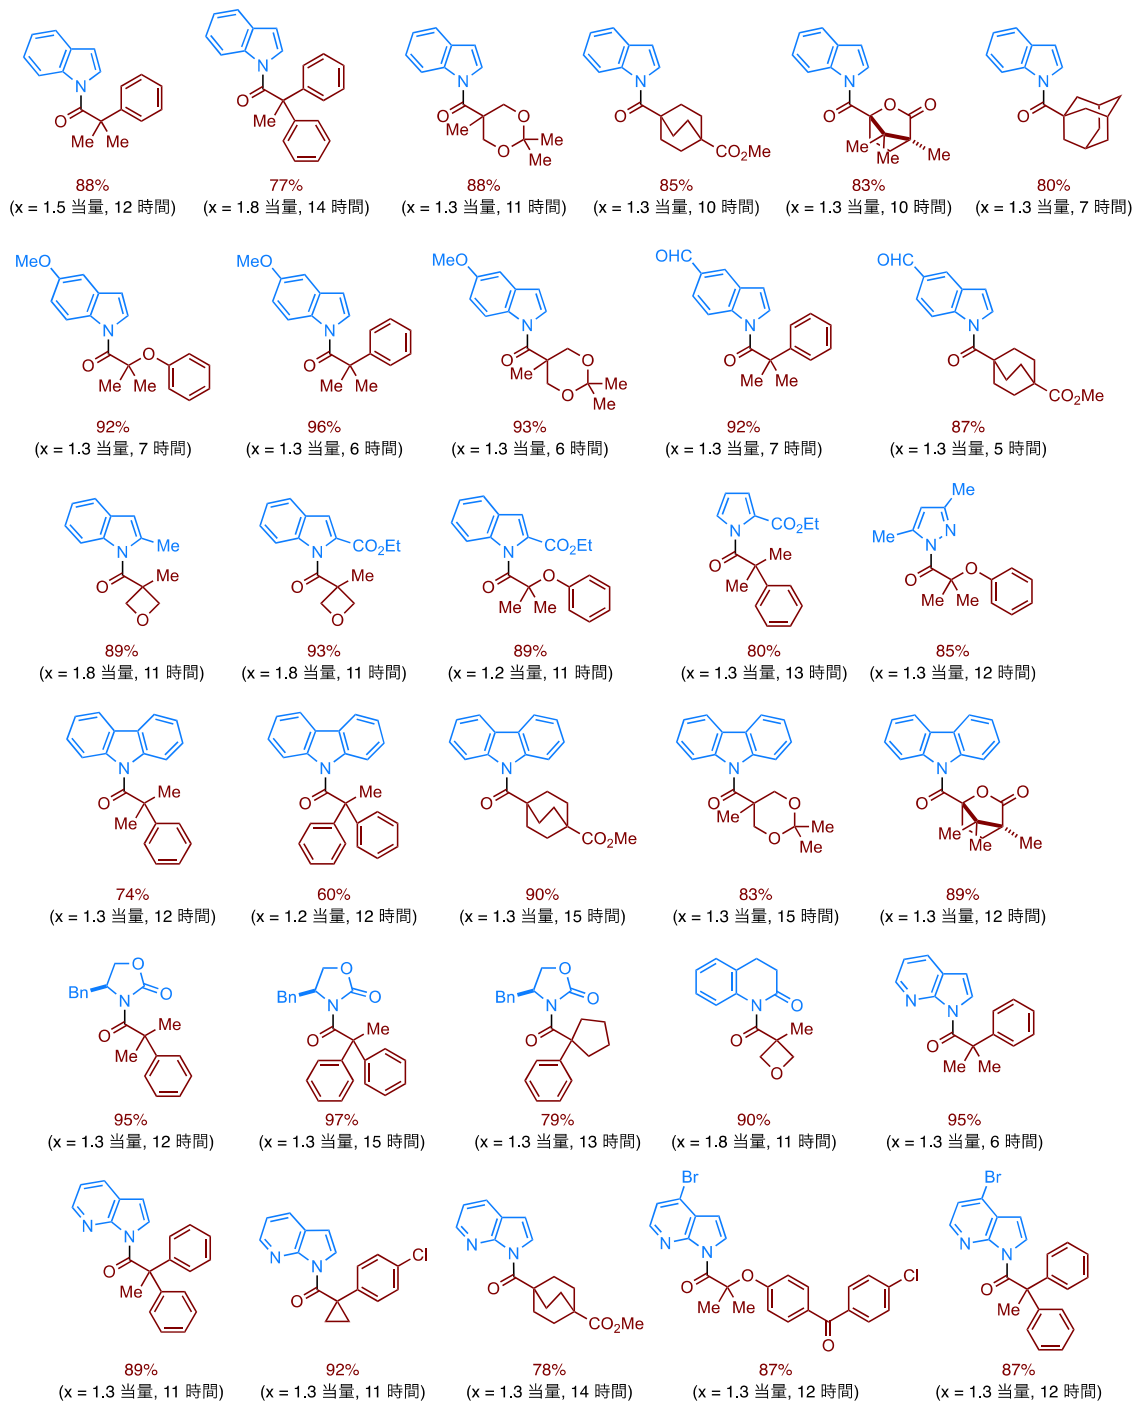 N
O
Me
Me
88%
(x = 1.5 当量, 12 時間)
N
O
Me
77%
(x = 1.8 当量, 14 時間)
N
O
Me
O
O
Me
Me
88%
(x = 1.3 当量, 11 時間)
N
O
CO2Me
85%
(x = 1.3 当量, 10 時間)
N
O
O
O
Me
Me
Me
83%
(x = 1.3 当量, 10 時間)
N
O
80%
(x = 1.3 当量, 7 時間)
MeO
N
O
O
Me
Me
92%
(x = 1.3 当量, 7 時間)
MeO
N
O
Me
Me
96%
(x = 1.3 当量, 6 時間)
MeO
N
O
Me
O
O
Me
Me
93%
(x = 1.3 当量, 6 時間)
OHC
N
O
Me
Me
92%
(x = 1.3 当量, 7 時間)
OHC
N
O
CO2Me
87%
(x = 1.3 当量, 5 時間)
N
Me
O
Me
O
89%
(x = 1.8 当量, 11 時間)
N
CO2Et
O
Me
O
93%
(x = 1.8 当量, 11 時間)
N
CO2Et
O
O
Me
Me
89%
(x = 1.2 当量, 11 時間)
N
CO2Et
O
Me
Me
80%
(x = 1.3 当量, 13 時間)
Me
Me
N
N
O
O
Me
Me
85%
(x = 1.3 当量, 12 時間)
N
O
Me
Me
74%
(x = 1.3 当量, 12 時間)
N
O
Me
60%
(x = 1.2 当量, 12 時間)
N
O
CO2Me
90%
(x = 1.3 当量, 15 時間)
N
O
Me
O
O
Me
Me
83%
(x = 1.3 当量, 15 時間)
N
O
O
O
Me
Me
Me
89%
(x = 1.3 当量, 12 時間)
O
Bn
N
O
O
Me
Me
95%
(x = 1.3 当量, 12 時間)
O
Bn
N
O
O
Me
97%
(x = 1.3 当量, 15 時間)
O
Bn
N
O
O
79%
(x = 1.3 当量, 13 時間)
N
O
O
Me
O
90%
(x = 1.8 当量, 11 時間)
N
N
O
Me
Me
95%
(x = 1.3 当量, 6 時間)
N
N
O
Me
89%
(x = 1.3 当量, 11 時間)
N
N
O
Cl
92%
(x = 1.3 当量, 11 時間)
N
N
O
CO2Me
78%
(x = 1.3 当量, 14 時間)
Br
N
N
O
O
Me
Me
O
Cl
87%
(x = 1.3 当量, 12 時間)
Br
N
N
O
Me
87%
(x = 1.3 当量, 12 時間)